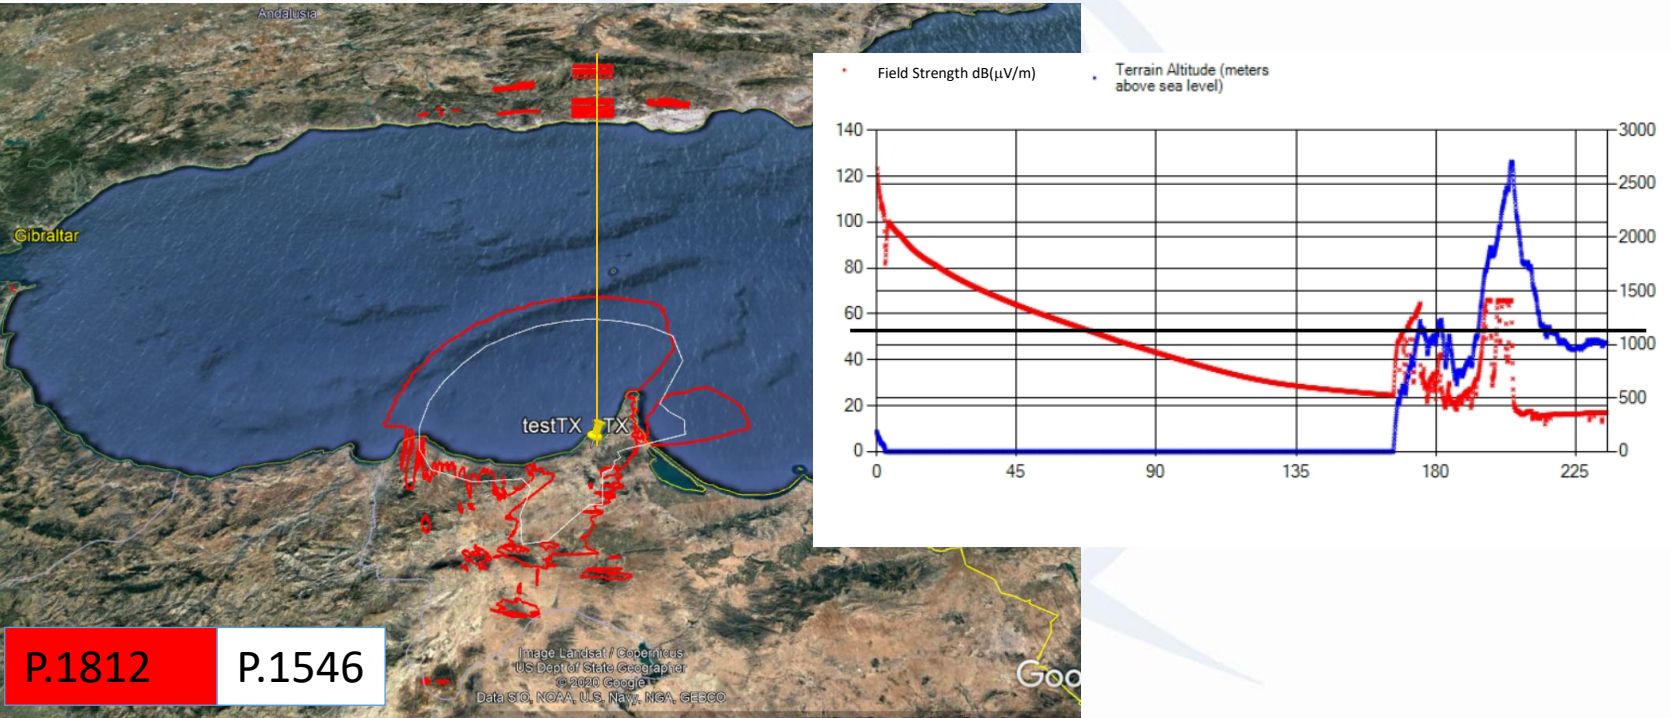 Andalusia
Gibraltar
testTX
TX
P.1812
P.1546
Image Landsat / Copernicus
US Dept of State Geographer
© 2020 Google
Data SIO, NOAA, U.S. Navy, NGA, GEBCO
Goo
Field Strength dB(μV/m)
Terrain Altitude (meters
above sea level)
140
120
100
80
60
40
20
0
3000
2500
2000
1500
1000
500
0
0
45
90
135
180
225